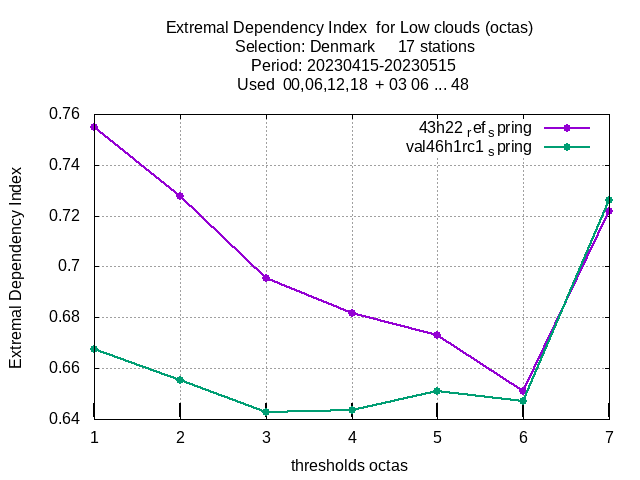 Extremal Dependency Index  for Low clouds (octas)
Selection: Denmark     17 stations
Period: 20230415-20230515
Used  00,06,12,18  + 03 06 ... 48
43h22 ref spring
val46h1rc1 spring
Extremal Dependency Index
0.76
0.74
0.72
0.7
0.68
0.66
0.64
1 2 3 4 5 6 7
thresholds octas